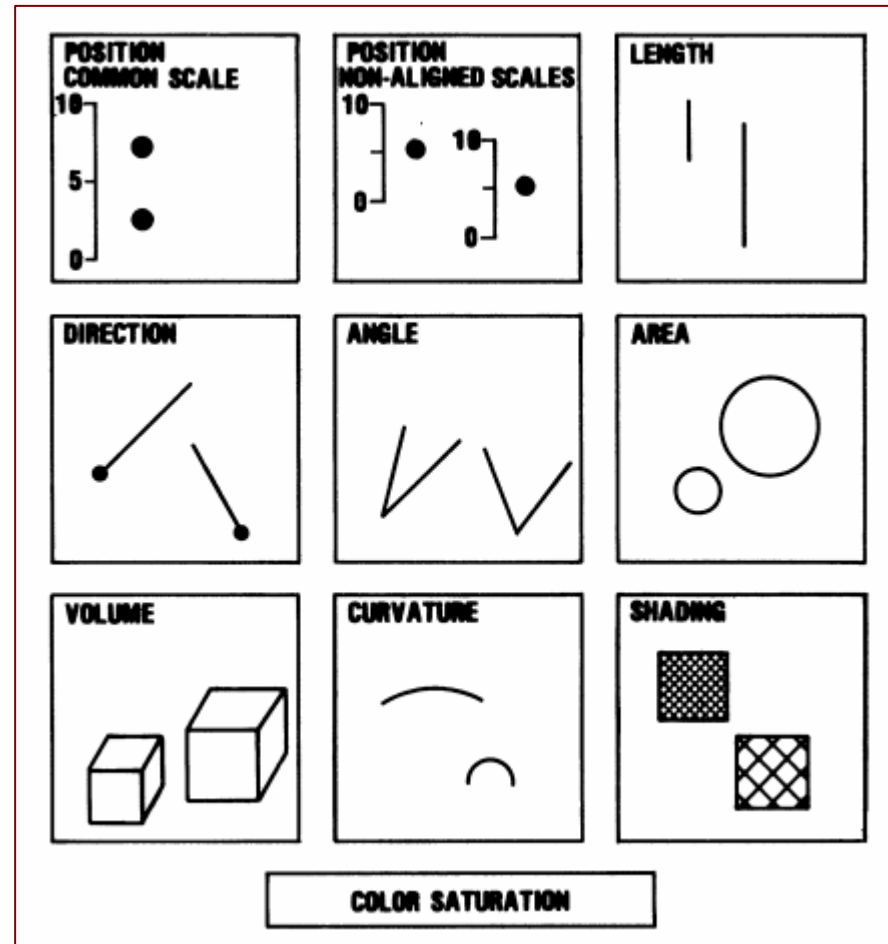 POSITION
COMMON SCALE
10
5
0
POSITION
NON-ALIGNED SCALES
10
0
10
0
LENGTH
DIRECTION
ANGLE
AREA
VOLUME
CURVATURE
SHADING
COLOR SATURATION